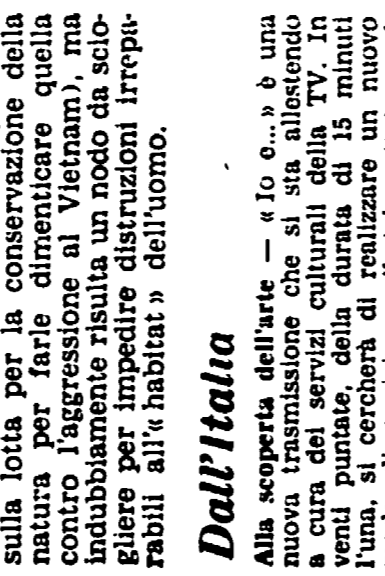 sulla lotta per la conservazione della
natura per farle dimenticare quella
contro l'aggressione al Vietnam), ma
indubbiamente risulta un nodo da scio-
gliere per impedire distruzioni irrepa-
rabili all'« habitat » dell'uomo.
Dall'Italia
Alla scoperta dell'arte — « Io e... » è una
nuova trasmissione che si sta allestendo
a cura dei servizi culturali della TV. In
venti puntate, della durata di 15 minuti
l'una, si cercherà di realizzare un nuovo